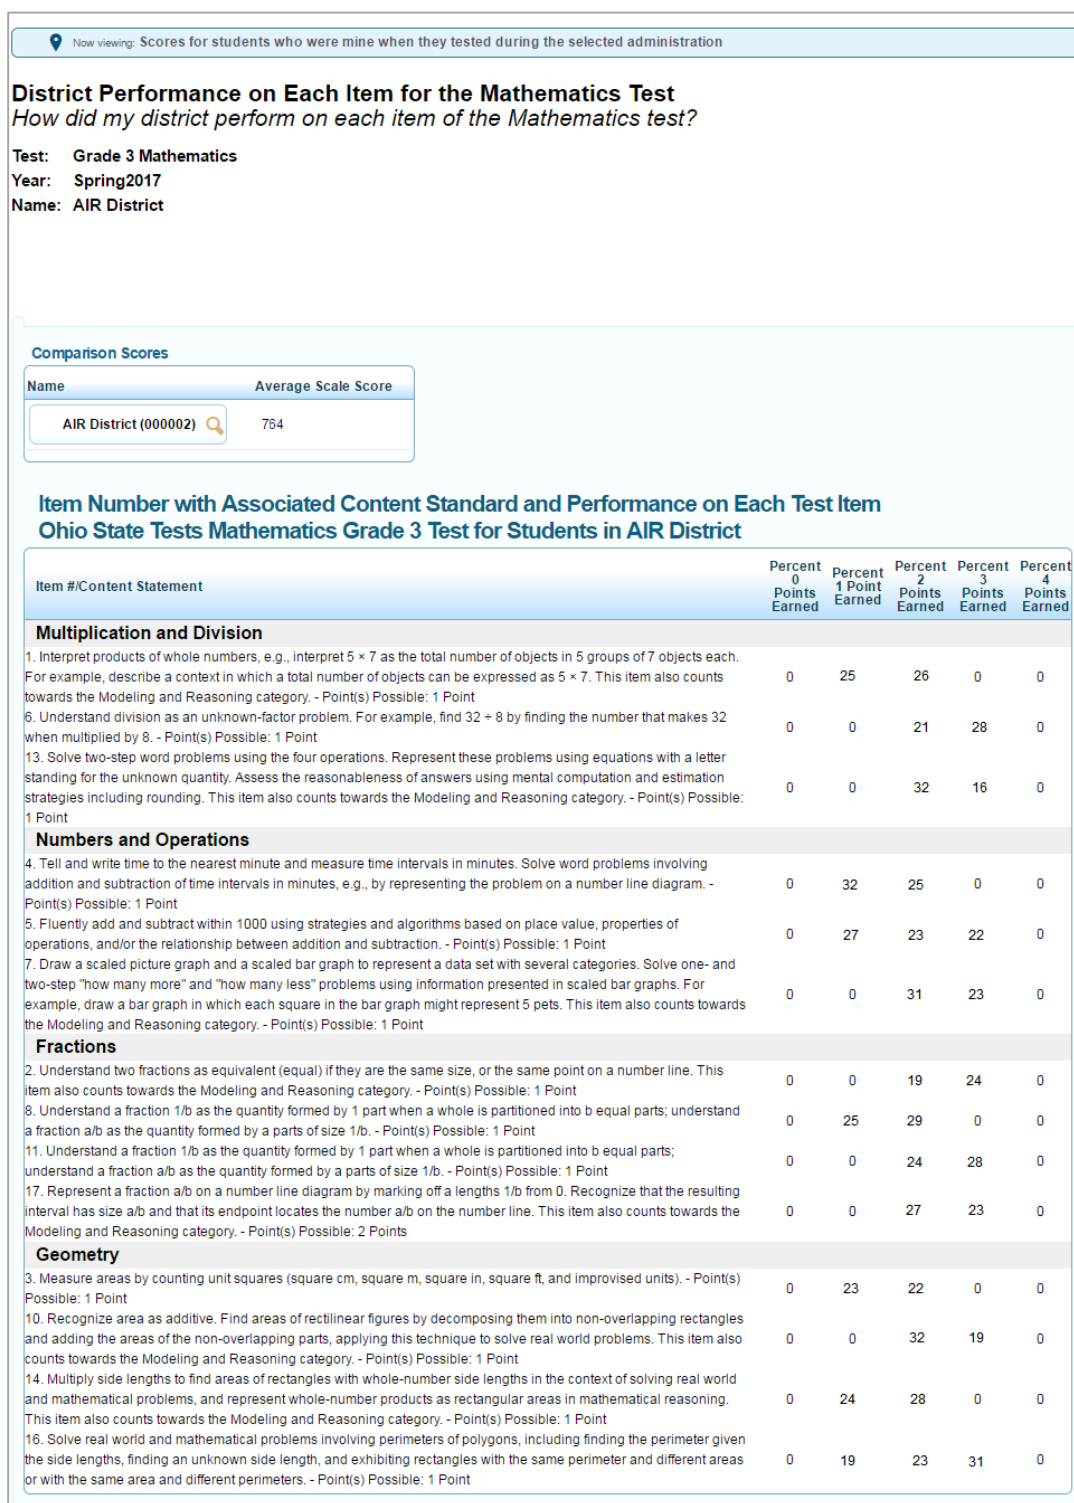 Now viewing: Scores for students who were mine when they tested during the selected administration
District Performance on Each Item for the Mathematics Test
How did my district perform on each item of the Mathematics test?
Test: Grade 3 Mathematics
Year: Spring2017
Name: AIR District
Comparison Scores
Name Average Scale Score
AIR District (000002) 764
Item Number with Associated Content Standard and Performance on Each Test Item
Ohio State Tests Mathematics Grade 3 Test for Students in AIR District
Item #/Content Statement
Percent 0 Points Earned
Percent 1 Point Earned
Percent 2 Points Earned
Percent 3 Points Earned
Percent 4 Points Earned
Multiplication and Division
1. Interpret products of whole numbers, e.g., interpret 5 × 7 as the total number of objects in 5 groups of 7 objects each.
For example, describe a context in which a total number of objects can be expressed as 5 × 7. This item also counts
towards the Modeling and Reasoning category. - Point(s) Possible: 1 Point
0 25 26 0 0
6. Understand division as an unknown-factor problem. For example, find 32 ÷ 8 by finding the number that makes 32
when multiplied by 8. - Point(s) Possible: 1 Point
0 0 21 28 0
13. Solve two-step word problems using the four operations. Represent these problems using equations with a letter
standing for the unknown quantity. Assess the reasonableness of answers using mental computation and estimation
strategies including rounding. This item also counts towards the Modeling and Reasoning category. - Point(s) Possible:
1 Point
0 0 32 16 0
Numbers and Operations
4. Tell and write time to the nearest minute and measure time intervals in minutes. Solve word problems involving
addition and subtraction of time intervals in minutes, e.g., by representing the problem on a number line diagram. -
Point(s) Possible: 1 Point
0 32 25 0 0
5. Fluently add and subtract within 1000 using strategies and algorithms based on place value, properties of
operations, and/or the relationship between addition and subtraction. - Point(s) Possible: 1 Point
0 27 23 22 0
7. Draw a scaled picture graph and a scaled bar graph to represent a data set with several categories. Solve one- and
two-step "how many more" and "how many less" problems using information presented in scaled bar graphs. For
example, draw a bar graph in which each square in the bar graph might represent 5 pets. This item also counts towards
the Modeling and Reasoning category. - Point(s) Possible: 1 Point
0 0 31 23 0
Fractions
2. Understand two fractions as equivalent (equal) if they are the same size, or the same point on a number line. This
item also counts towards the Modeling and Reasoning category. - Point(s) Possible: 1 Point
0 0 19 24 0
8. Understand a fraction 1/b as the quantity formed by 1 part when a whole is partitioned into b equal parts; understand
a fraction a/b as the quantity formed by a parts of size 1/b. - Point(s) Possible: 1 Point
0 25 29 0 0
11. Understand a fraction 1/b as the quantity formed by 1 part when a whole is partitioned into b equal parts;
understand a fraction a/b as the quantity formed by a parts of size 1/b. - Point(s) Possible: 1 Point
0 0 24 28 0
17. Represent a fraction a/b on a number line diagram by marking off a lengths 1/b from 0. Recognize that the resulting
interval has size a/b and that its endpoint locates the number a/b on the number line. This item also counts towards the
Modeling and Reasoning category. - Point(s) Possible: 2 Points
0 0 27 23 0
Geometry
3. Measure areas by counting unit squares (square cm, square m, square in, square ft, and improvised units). - Point(s)
Possible: 1 Point
0 23 22 0 0
10. Recognize area as additive. Find areas of rectilinear figures by decomposing them into non-overlapping rectangles
and adding the areas of the non-overlapping parts, applying this technique to solve real world problems. This item also
counts towards the Modeling and Reasoning category. - Point(s) Possible: 1 Point
0 0 32 19 0
14. Multiply side lengths to find areas of rectangles with whole-number side lengths in the context of solving real world
and mathematical problems, and represent whole-number products as rectangular areas in mathematical reasoning.
This item also counts towards the Modeling and Reasoning category. - Point(s) Possible: 1 Point
0 24 28 0 0
16. Solve real world and mathematical problems involving perimeters of polygons, including finding the perimeter given
the side lengths, finding an unknown side length, and exhibiting rectangles with the same perimeter and different areas
or with the same area and different perimeters. - Point(s) Possible: 1 Point
0 19 23 31 0